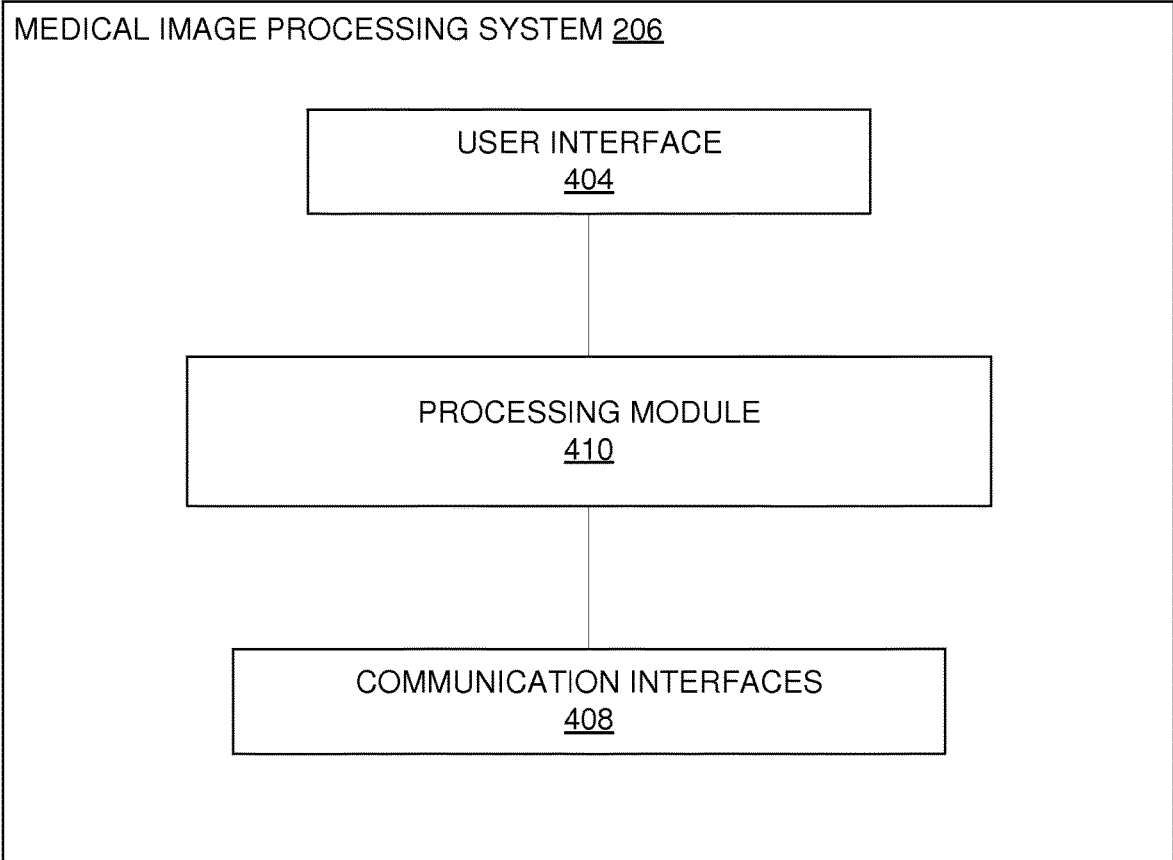 MEDICAL IMAGE PROCESSING SYSTEM 206
USER INTERFACE
404
PROCESSING MODULE
410
COMMUNICATION INTERFACES
408